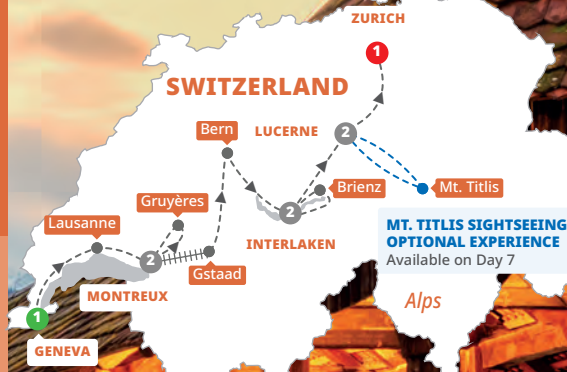 ZURICH
1
SWITZERLAND
Bern
LUCERNE
2
Brienz
Mt. Titlis
Gruyères
2
Lausanne
INTERLAKEN
MT. TITLIS SIGHTSEEING
OPTIONAL EXPERIENCE
Available on Day 7
2
Gstaad
MONTREUX
Alps
1
GENEVA